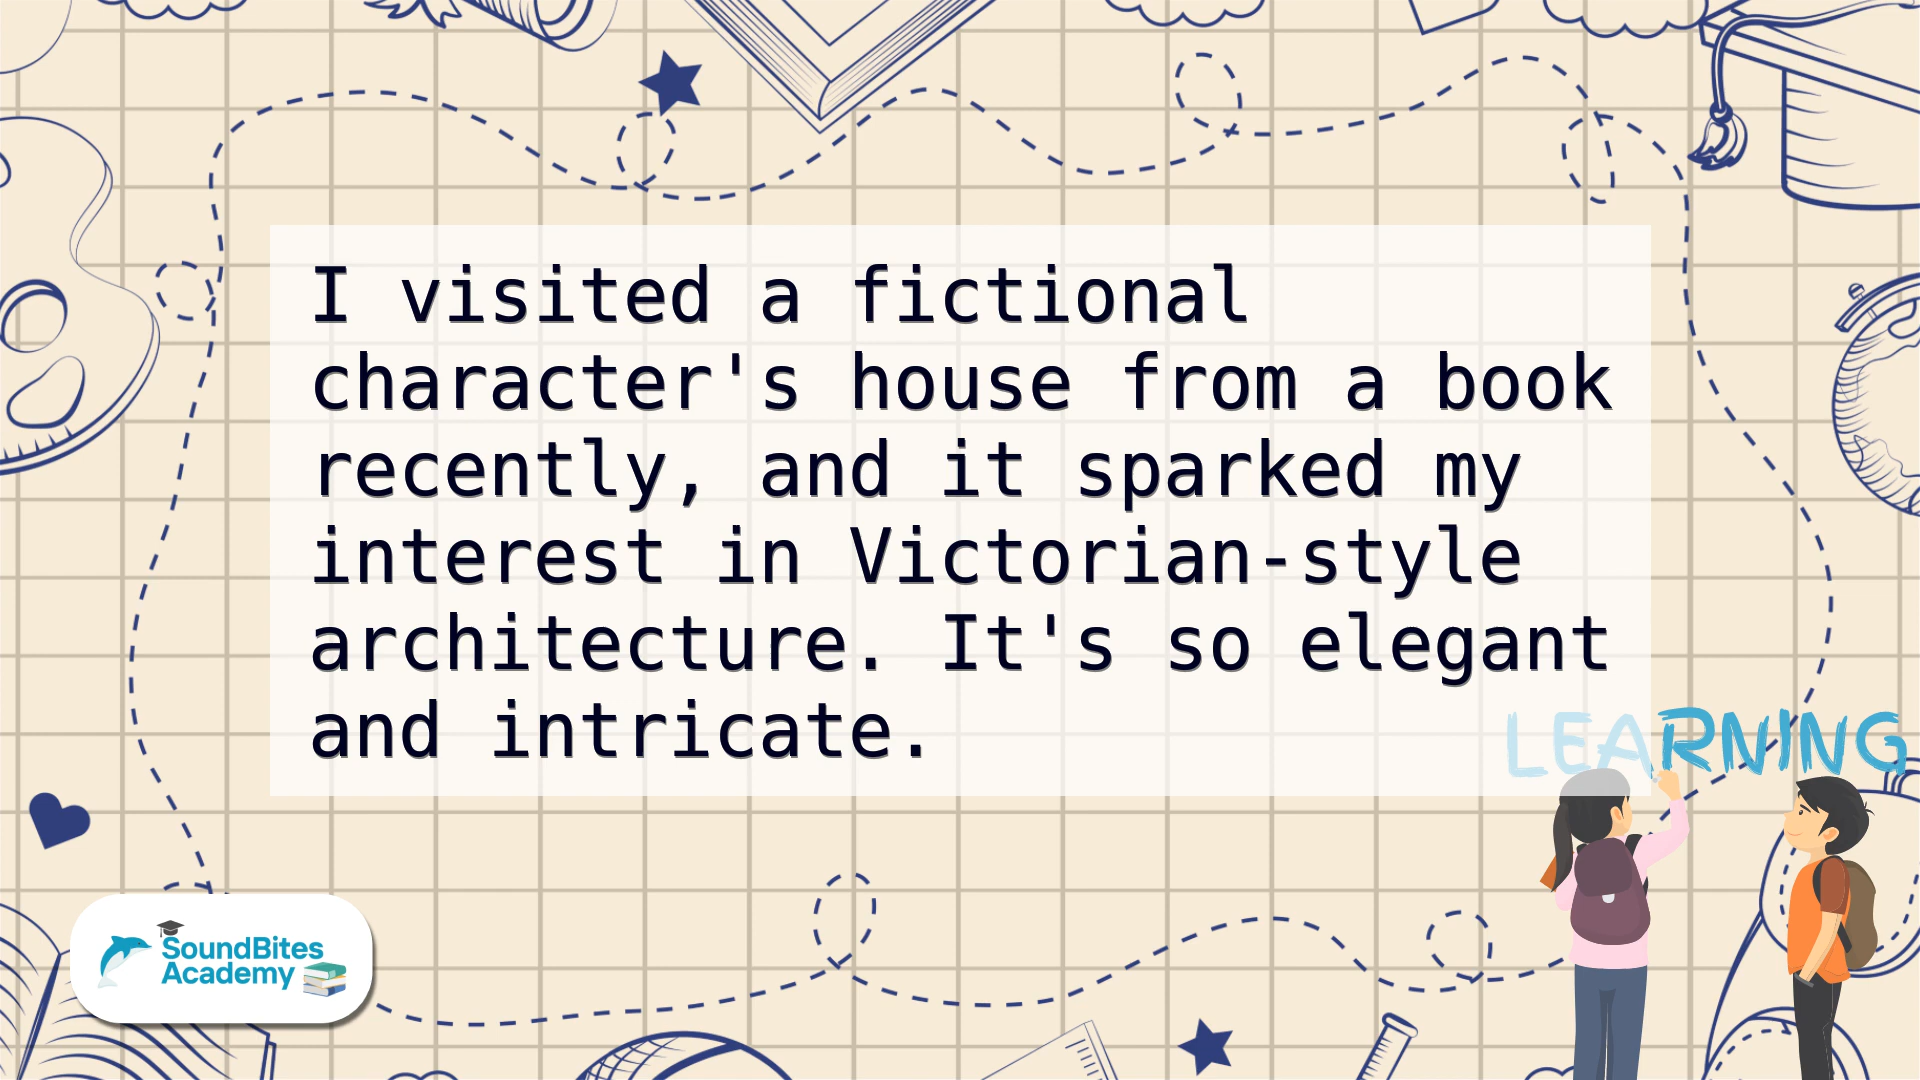 I visited a fictional
character's house from a book
recently, and it sparked my
interest in Victorian-style
architecture. It's so elegant
and intricate.
LEARNING
SoundBites
Academy